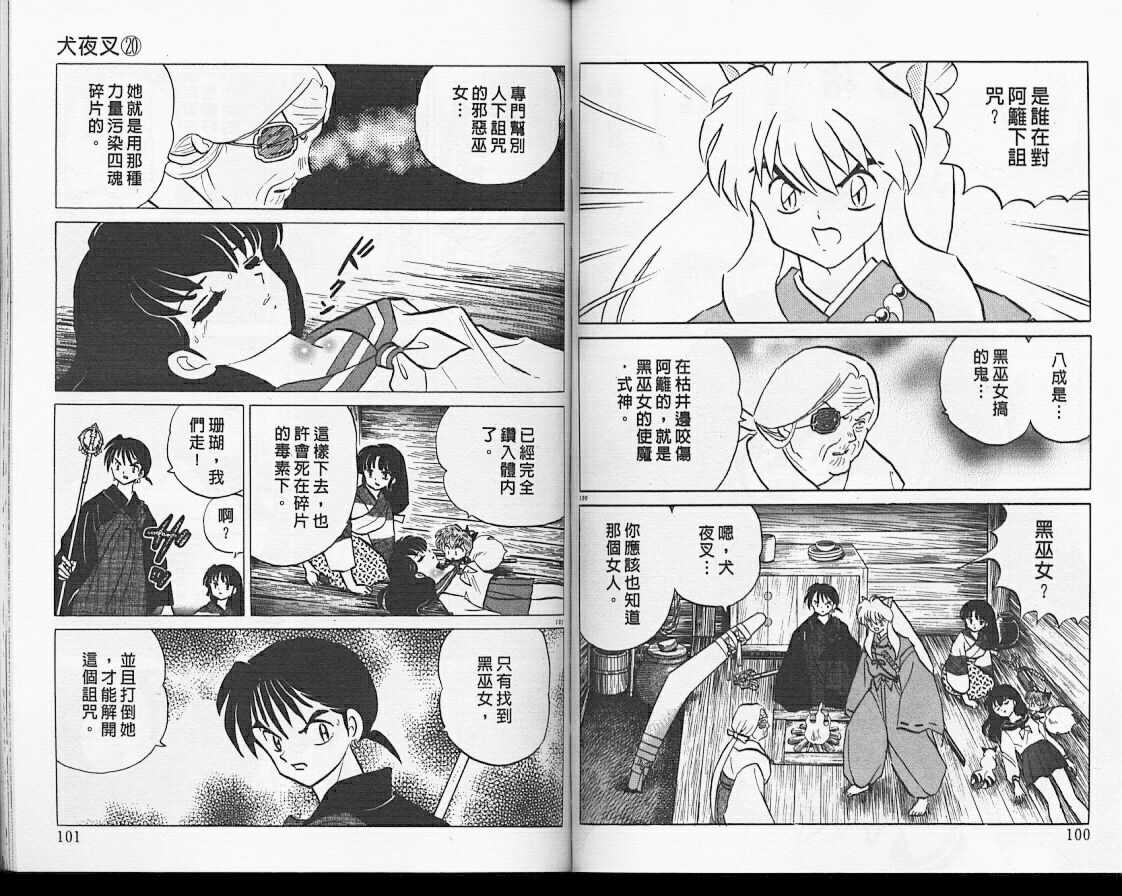 是誰在對
阿籬下詛
咒?
八成是…
黑巫女搞
的鬼…
在枯井邊咬傷
阿籬的，就是
黑巫女的使魔
．式神。
100
黑巫女?
嗯，犬
夜叉…
你應該也知道
那個女人。
100
犬夜叉⑳
專門幫別
人下詛咒
的邪惡巫
女…
她就是用那種
力量污染四魂
碎片的。
ドクン
已經完全
鑽入體內
了。
這樣下去，也
許會死在碎片
的毒素下。
珊瑚，我
們走!
啊?
101
只有找到
黑巫女，
並且打倒她
，才能解開
這個詛咒。
101